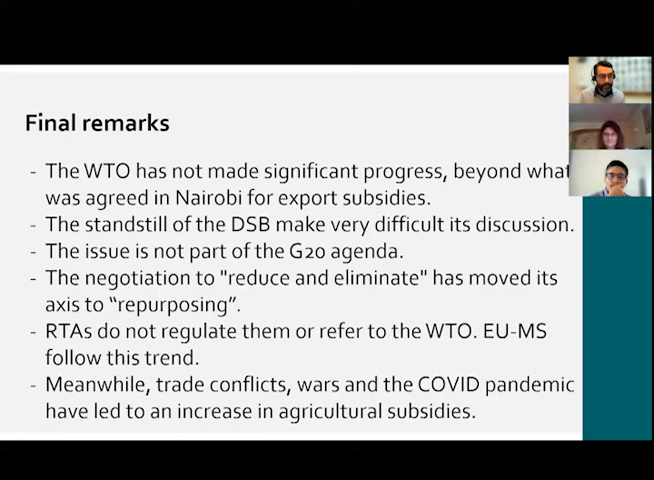 Final remarks
- The WTO has not made significant progress, beyond what
was agreed in Nairobi for export subsidies.
- The standstill of the DSB make very difficult its discussion.
- The issue is not part of the G20 agenda.
- The negotiation to "reduce and eliminate" has moved its
axis to “repurposing”.
- RTAs do not regulate them or refer to the WTO. EU-MS
follow this trend.
- Meanwhile, trade conflicts, wars and the COVID pandemic
have led to an increase in agricultural subsidies.